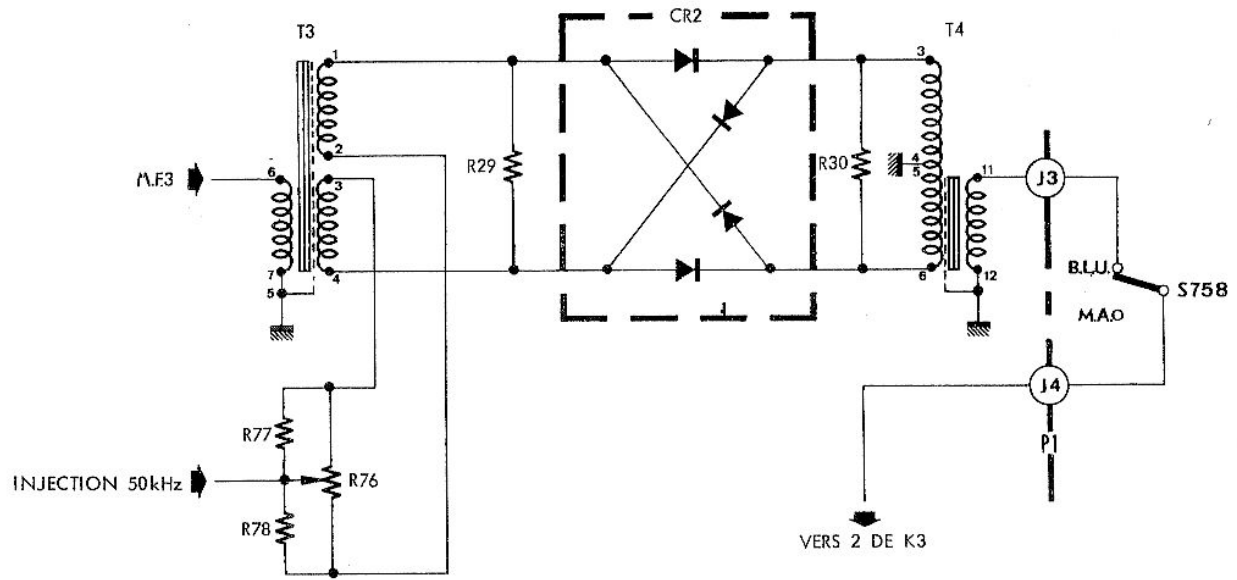 CR2
T3
T4
1
3
2
6
M.F.3
3
R29
R30
4
5
11
J3
7
4
6
12
5
B.L.U.
S758
M.A.O
J4
R77
P1
INJECTION 50kHz
R76
R78
VERS 2 DE K3